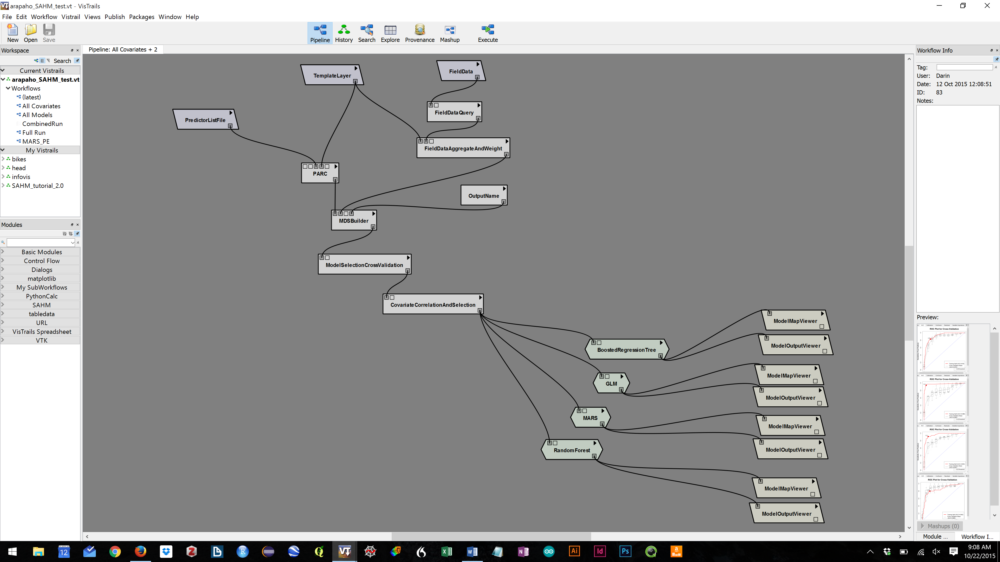 arapaho_SAHM_test.vt - VisTrails
File Edit Workflow Vistrail Views Publish Packages Window Help
New Open Save Pipeline History Search Explore Provenance Mashup Execute
Workspace
Search
Current Vistrails
arapaho_SAHM_test.vt
Workflows
(latest)
All Covariates
All Models
CombinedRun
Full Run
MARS_PE
My Vistrails
bikes
head
infovis
SAHM_tutorial_2.0
Modules
Basic Modules
Control Flow
Dialogs
matplotlib
My SubWorkflows
PythonCalc
SAHM
tabledata
URL
VisTrails Spreadsheet
VTK
Pipeline: All Covariates + 2
TemplateLayer
FieldData
FieldDataQuery
PredictorListFile
FieldDataAggregateAndWeight
PARC
OutputName
MDSBuilder
ModelSelectionCrossValidation
CovariateCorrelationAndSelection
BoostedRegressionTree
GLM
MARS
RandomForest
ModelMapViewer
ModelOutputViewer
ModelMapViewer
ModelOutputViewer
ModelMapViewer
ModelOutputViewer
ModelMapViewer
ModelOutputViewer
Workflow Info
Tag:
User: Darin
Date: 12 Oct 2015 12:08:51
ID: 83
Notes:
Preview:
ROC Plot for Cross-Validation
ROC Plot for Cross-Validation
ROC Plot for Cross-Validation
ROC Plot for Cross-Validation
Mashups (0)
Module ... Workflow I...
12
VT
Ai
Id
Ps
9:08 AM
10/22/2015